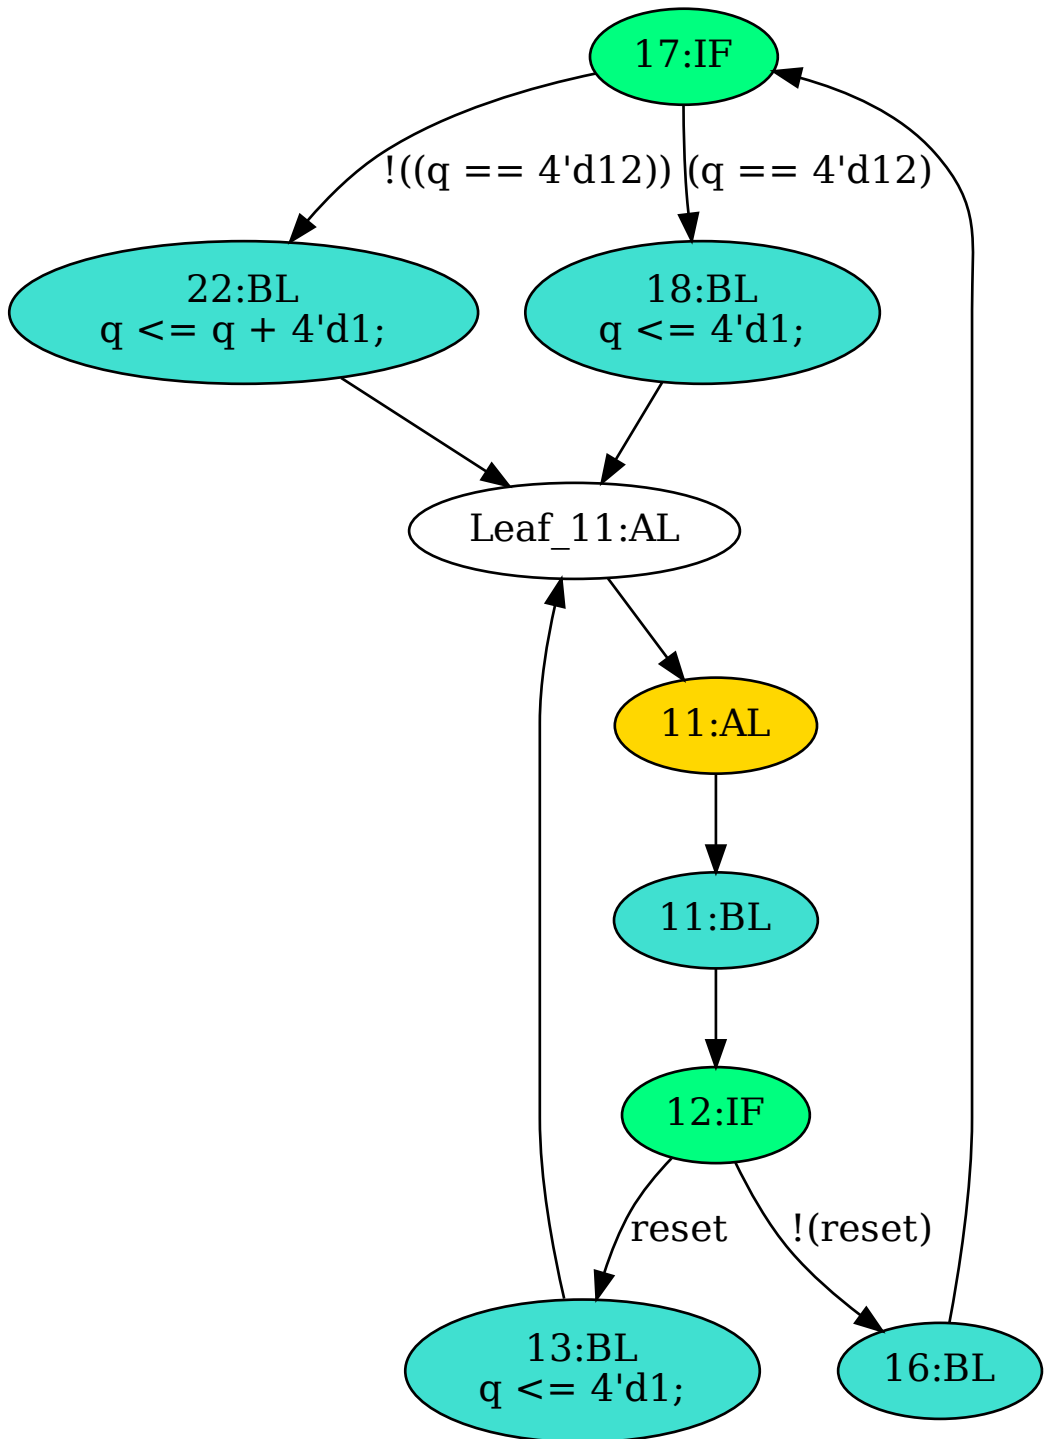 17:IF
!((q == 4'd12))
(q == 4'd12)
22:BL
q <= q + 4'd1;
18:BL
q <= 4'd1;
Leaf_11:AL
11:AL
11:BL
12:IF
reset
!(reset)
13:BL
q <= 4'd1;
16:BL